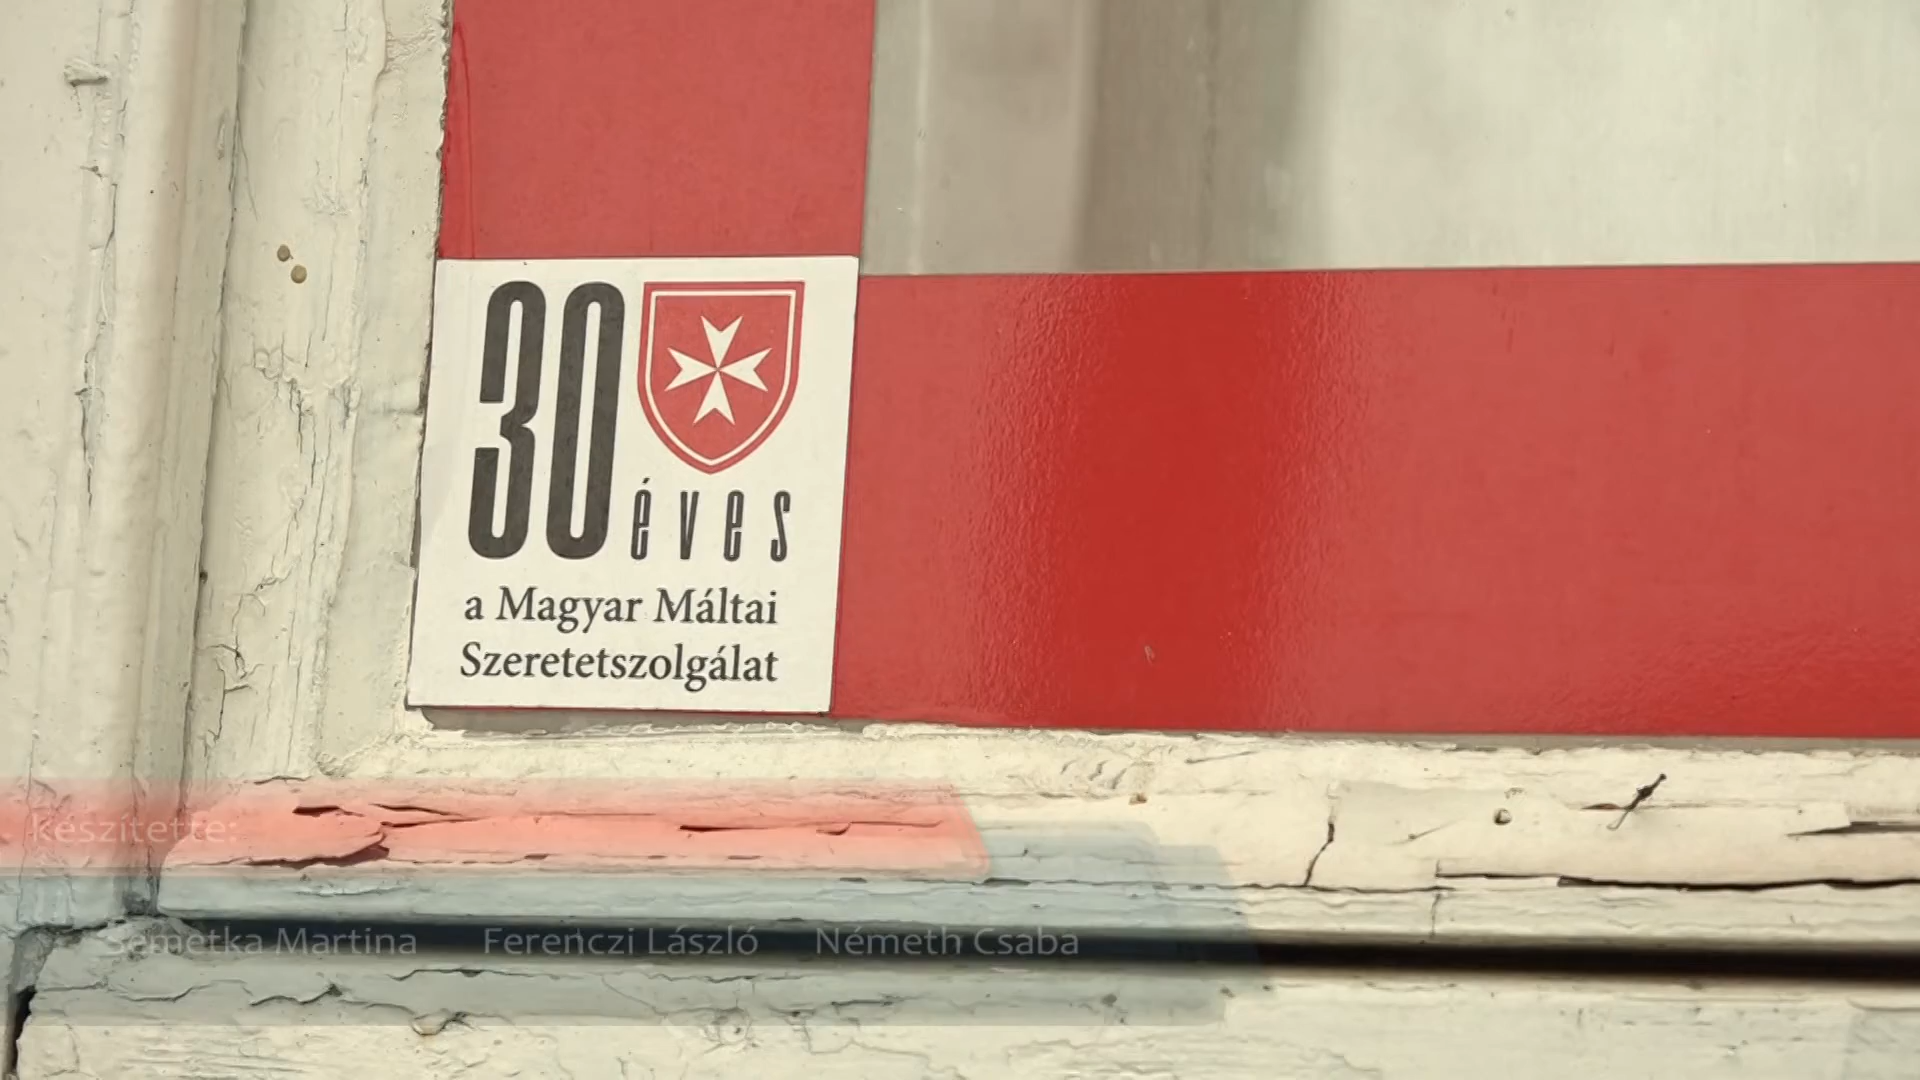 30 éves
a Magyar Máltai
Szeretetszolgálat
készítette:
Semetka Martina Ferenczi László Németh Csaba